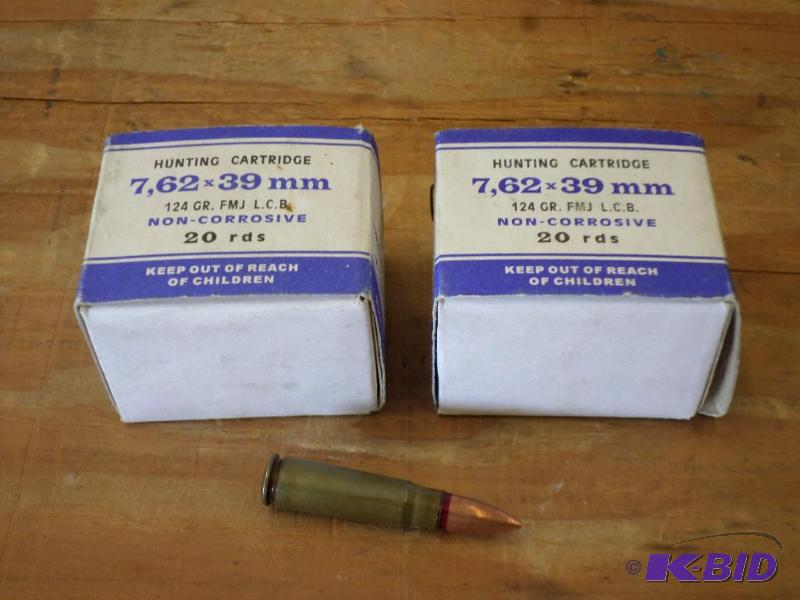 HUNTING CARTRIDGE
7,62 x 39 mm
124 GR. FMJ L.C.B.
NON-CORROSIVE
20 rds
KEEP OUT OF REACH
OF CHILDREN
HUNTING CARTRIDGE
7,62 x 39 mm
124 GR. FMJ L.C.B.
NON-CORROSIVE
20 rds
KEEP OUT OF REACH
OF CHILDREN
© K-BID